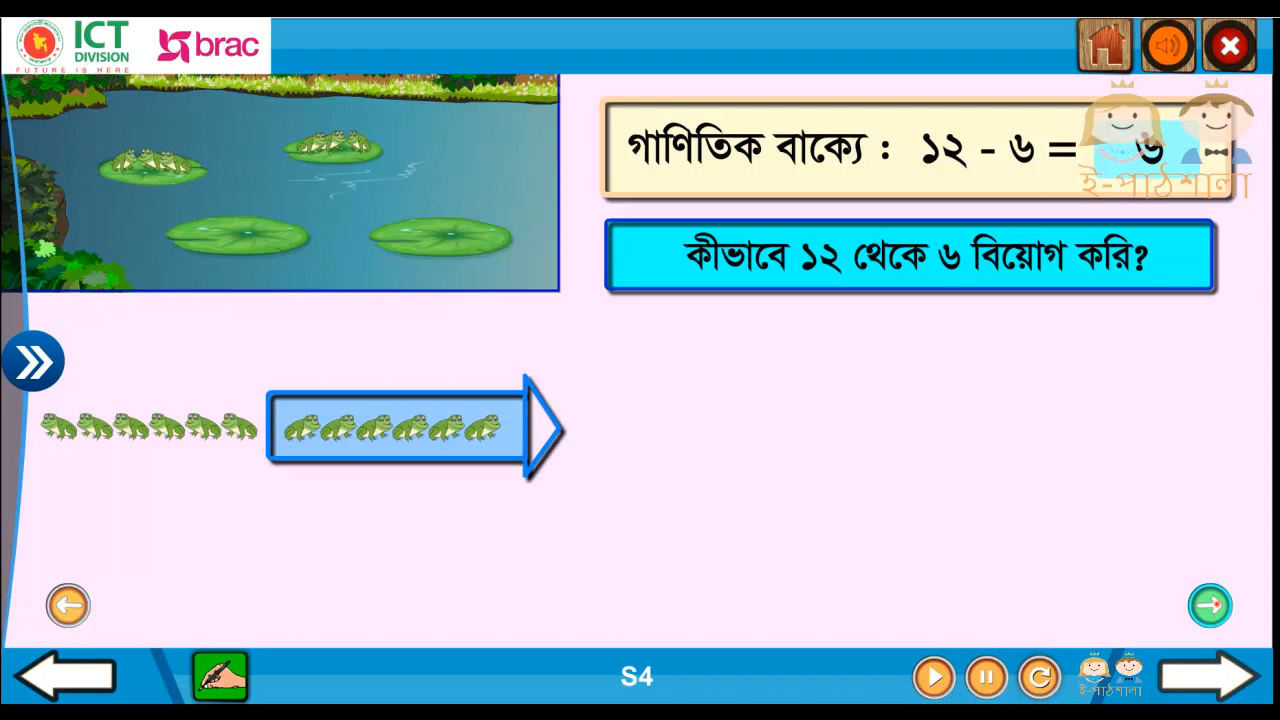 ICT
DIVISION
FUTURE IS HERE
brac
গাণিতিক বাক্যে : ১২ - ৬ = ৬
ই-পাঠশালা
কীভাবে ১২ থেকে ৬ বিয়োগ করি?
S4
ই-পাঠশালা